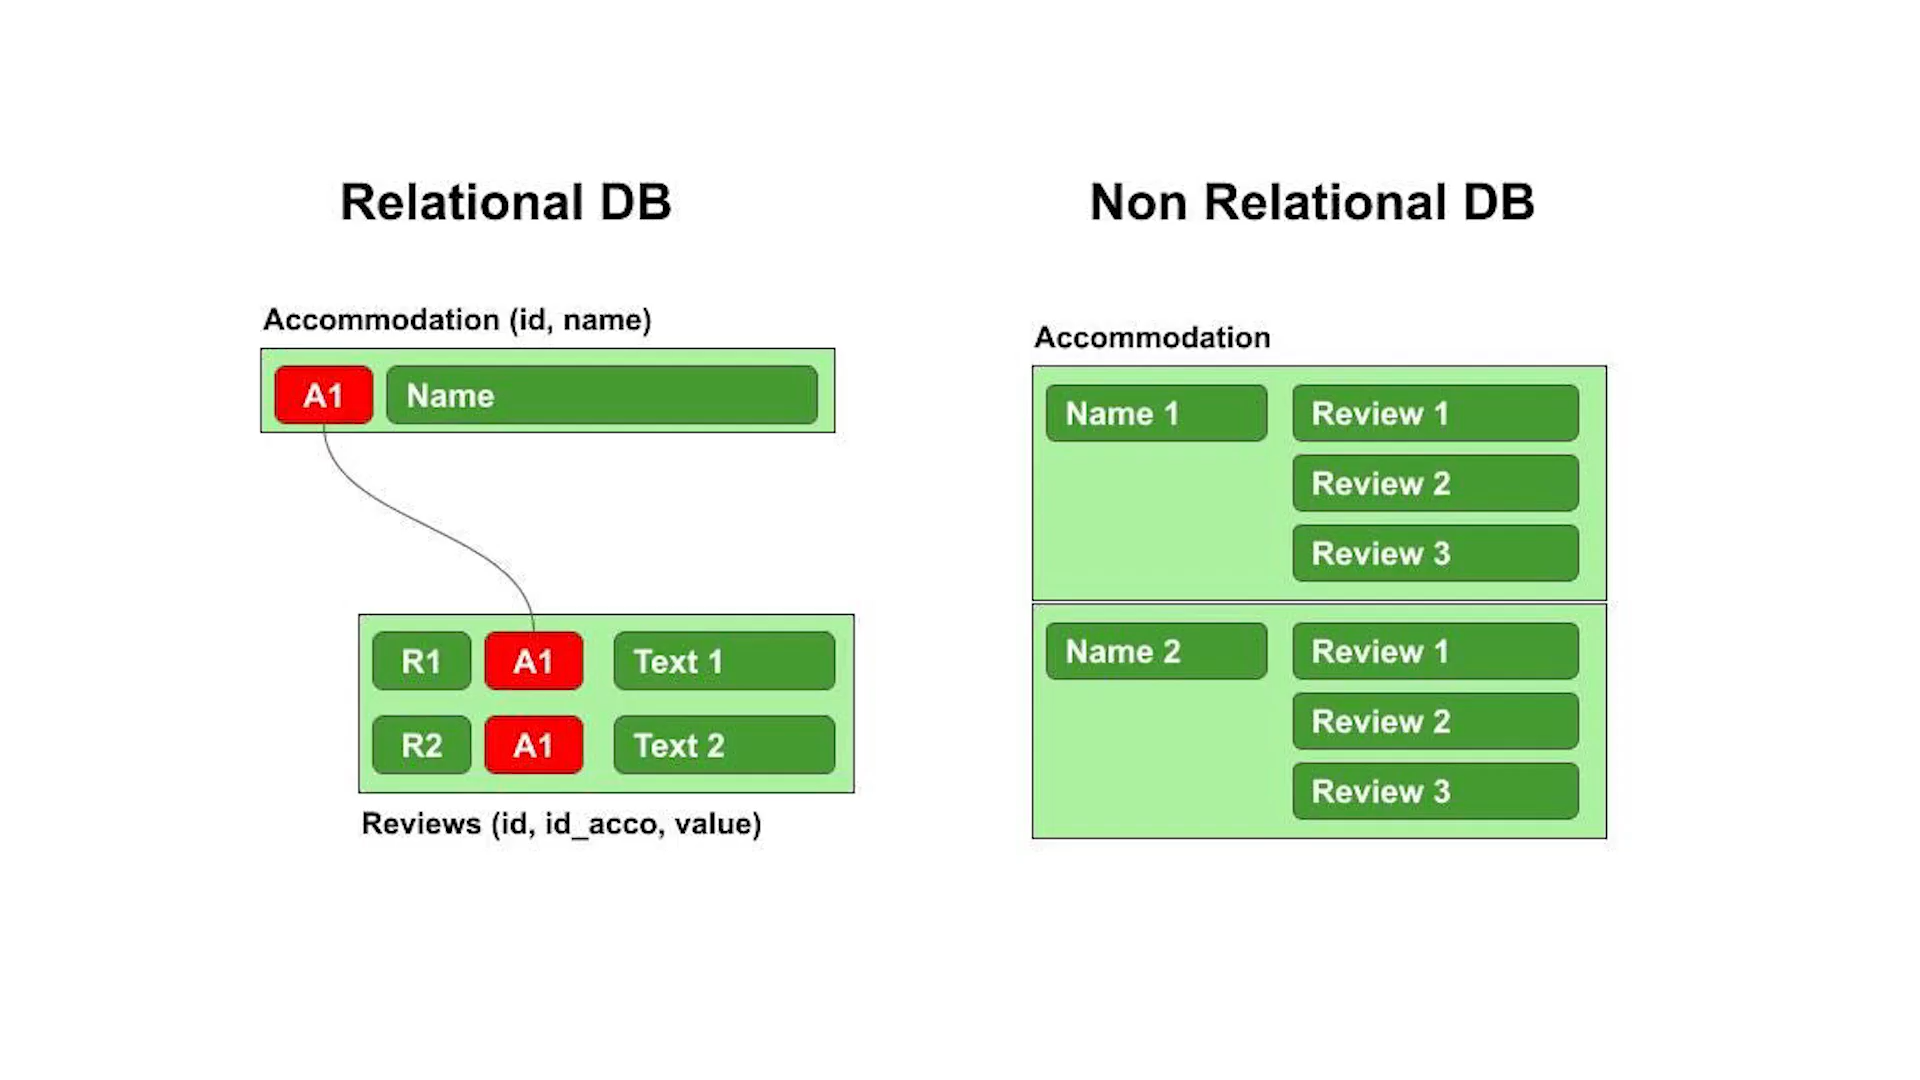 Relational DB
Accommodation (id, name)
A1 Name
R1 A1 Text 1
R2 A1 Text 2
Reviews (id, id_acco, value)
Non Relational DB
Accommodation
Name 1 Review 1
Review 2
Review 3
Name 2 Review 1
Review 2
Review 3